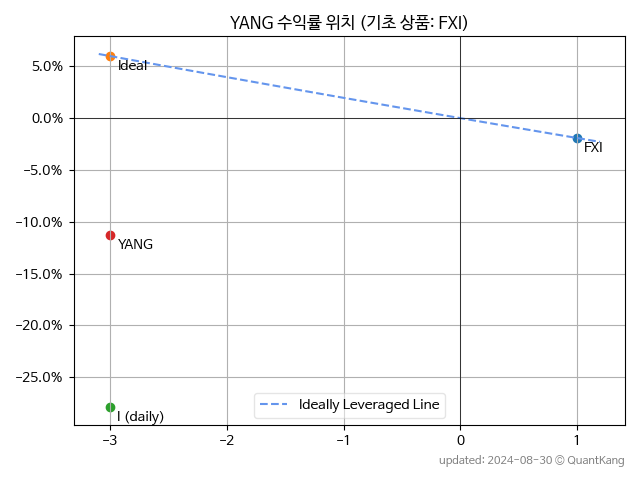 YANG 수익률 위치 (기초 상품: FXI)
5.0%
0.0%
−5.0%
−10.0%
−15.0%
−20.0%
−25.0%
Ideal
FXI
YANG
I (daily)
Ideally Leveraged Line
−3
−2
−1
0
1
updated: 2024-08-30 © QuantKang